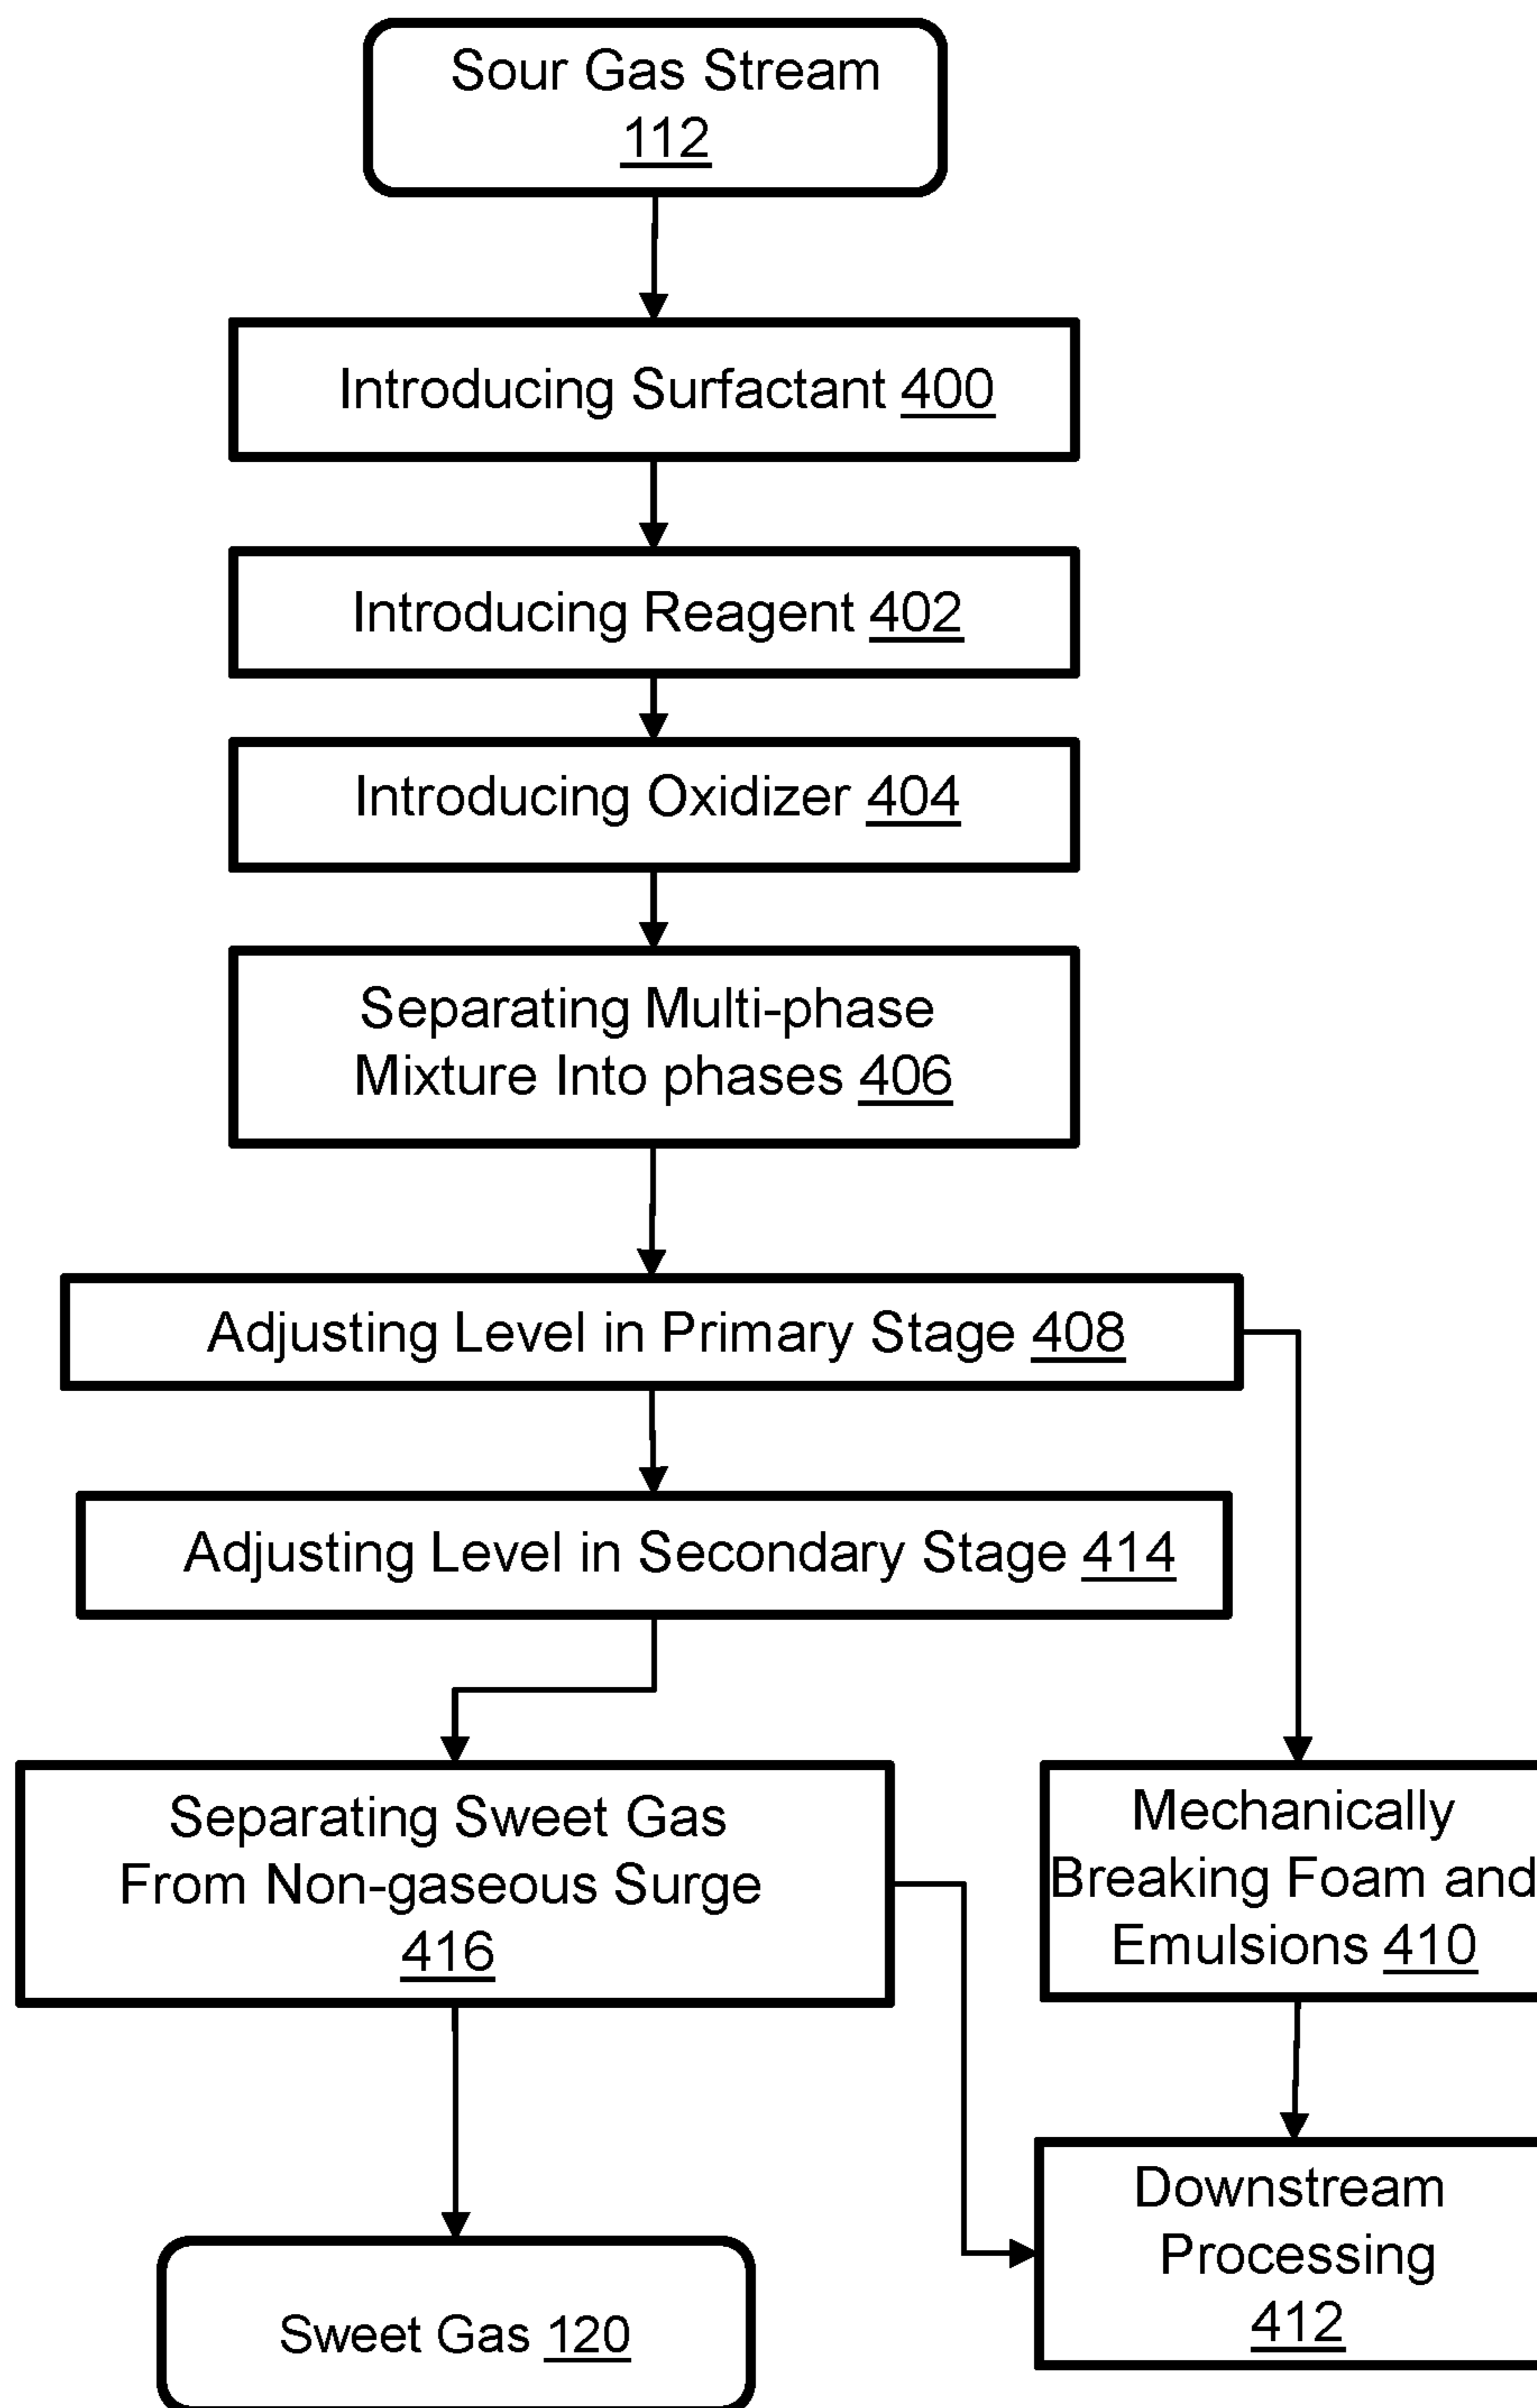 Sour Gas Stream
112
Introducing Surfactant 400
Introducing Reagent 402
Introducing Oxidizer 404
Separating Multi-phase
Mixture Into phases 406
Adjusting Level in Primary Stage 408
Adjusting Level in Secondary Stage 414
Separating Sweet Gas
From Non-gaseous Surge
416
Mechanically
Breaking Foam and
Emulsions 410
Downstream
Processing
412
Sweet Gas 120